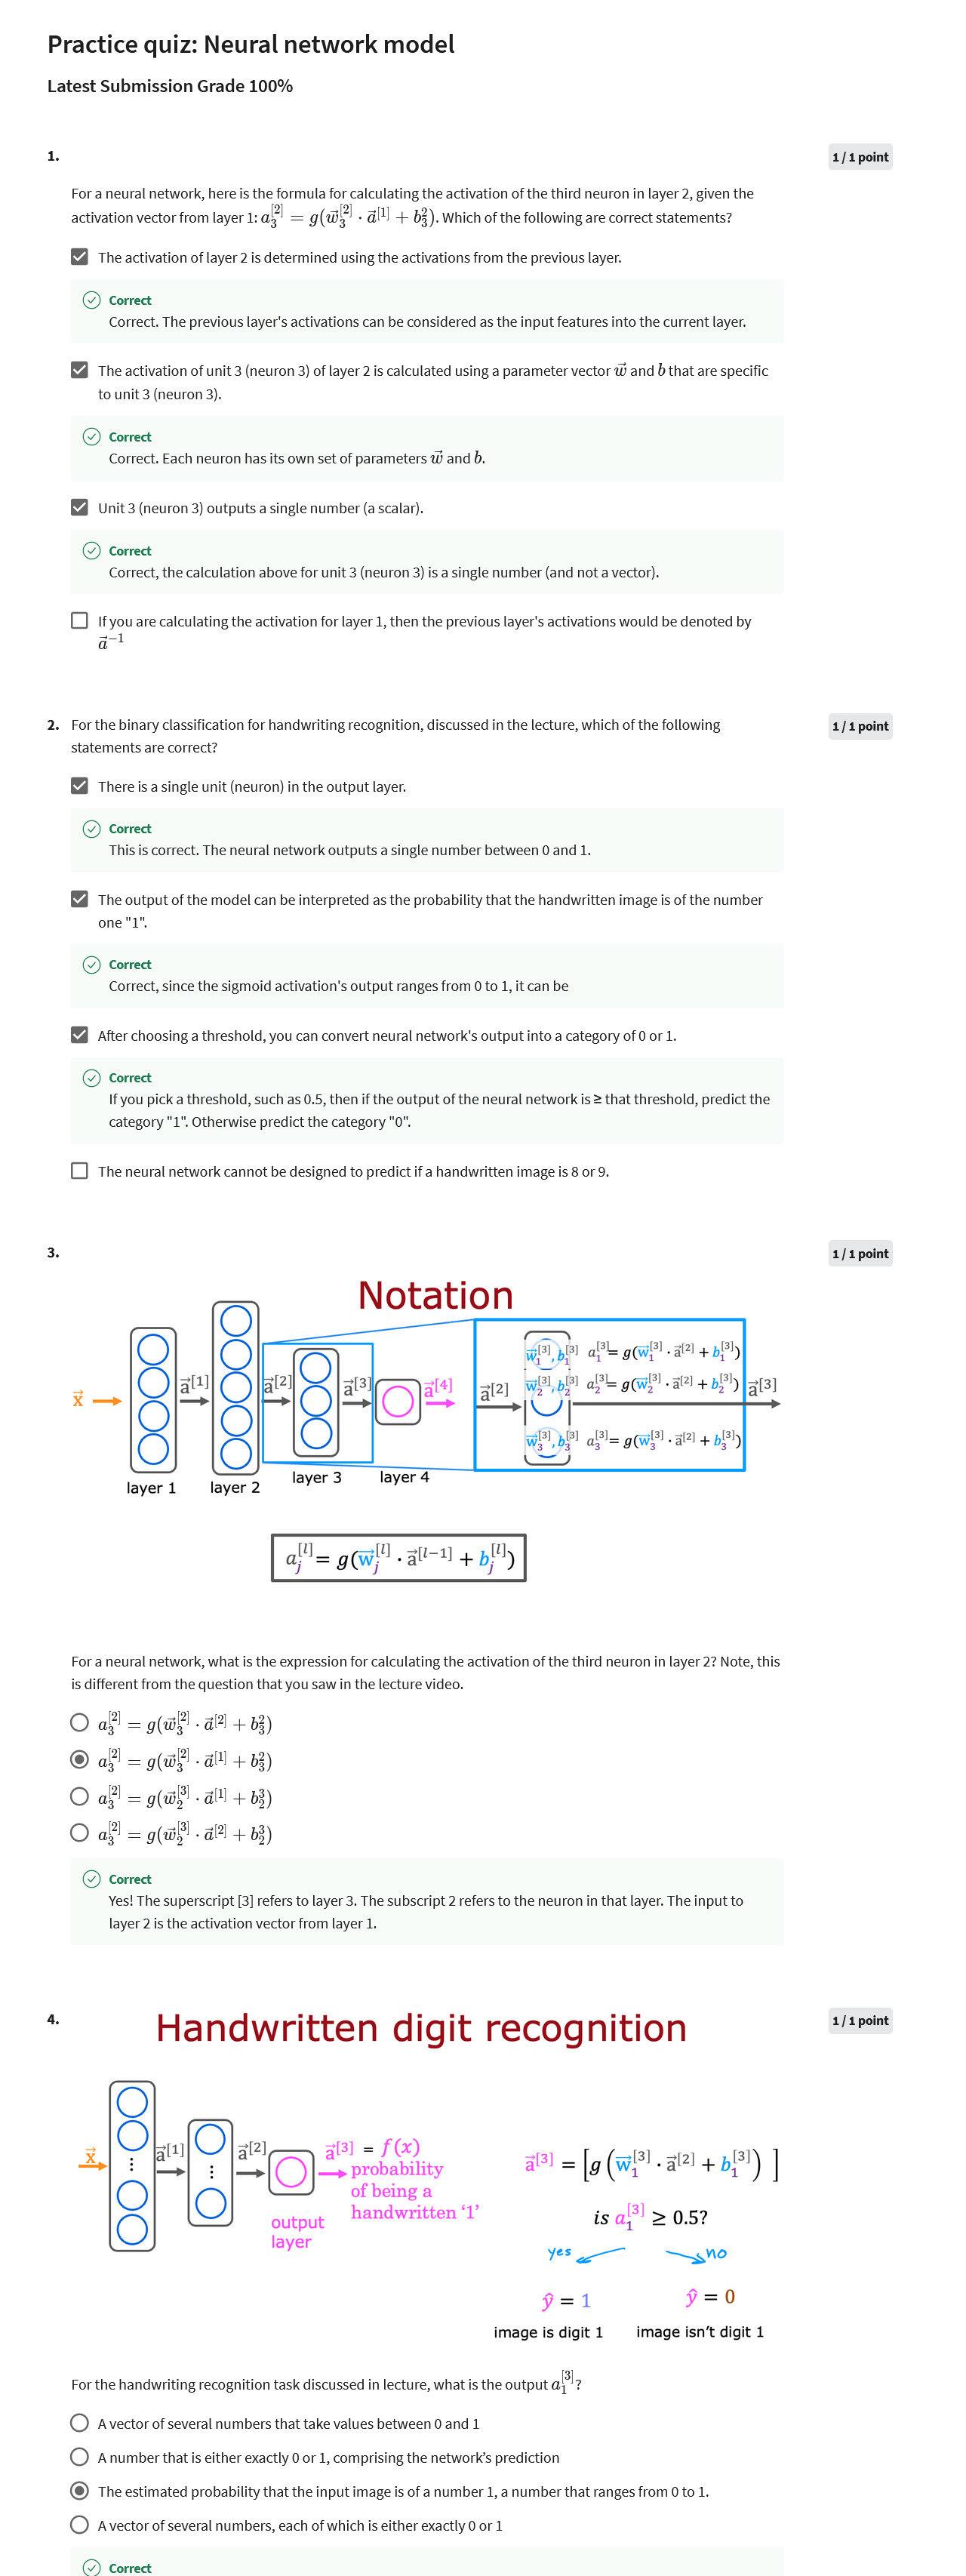 Practice quiz: Neural network model
Latest Submission Grade 100%
1.
1 / 1 point
For a neural network, here is the formula for calculating the activation of the third neuron in layer 2, given the
activation vector from layer 1: $a_3^{[2]} = g(\vec{w}_3^{[2]} \cdot \vec{a}^{[1]} + b_3^2)$. Which of the following are correct statements?
The activation of layer 2 is determined using the activations from the previous layer.
Correct
Correct. The previous layer's activations can be considered as the input features into the current layer.
The activation of unit 3 (neuron 3) of layer 2 is calculated using a parameter vector $\vec{w}$ and $b$ that are specific
to unit 3 (neuron 3).
Correct
Correct. Each neuron has its own set of parameters $\vec{w}$ and $b$.
Unit 3 (neuron 3) outputs a single number (a scalar).
Correct
Correct, the calculation above for unit 3 (neuron 3) is a single number (and not a vector).
If you are calculating the activation for layer 1, then the previous layer's activations would be denoted by
$\vec{a}^{-1}$
2. For the binary classification for handwriting recognition, discussed in the lecture, which of the following
statements are correct?
1 / 1 point
There is a single unit (neuron) in the output layer.
Correct
This is correct. The neural network outputs a single number between 0 and 1.
The output of the model can be interpreted as the probability that the handwritten image is of the number
one "1".
Correct
Correct, since the sigmoid activation's output ranges from 0 to 1, it can be
After choosing a threshold, you can convert neural network's output into a category of 0 or 1.
Correct
If you pick a threshold, such as 0.5, then if the output of the neural network is ≥ that threshold, predict the
category "1". Otherwise predict the category "0".
The neural network cannot be designed to predict if a handwritten image is 8 or 9.
3.
1 / 1 point
Notation
$\vec{x}$
$\vec{a}^{[1]}$
$\vec{a}^{[2]}$
$\vec{a}^{[3]}$
$\vec{a}^{[4]}$
layer 1
layer 2
layer 3
layer 4
$\vec{a}^{[2]}$
$\vec{w}_1^{[3]}, b_1^{[3]}$ $a_1^{[3]} = g(\vec{w}_1^{[3]} \cdot \vec{a}^{[2]} + b_1^{[3]})$
$\vec{w}_2^{[3]}, b_2^{[3]}$ $a_2^{[3]} = g(\vec{w}_2^{[3]} \cdot \vec{a}^{[2]} + b_2^{[3]})$
$\vec{w}_3^{[3]}, b_3^{[3]}$ $a_3^{[3]} = g(\vec{w}_3^{[3]} \cdot \vec{a}^{[2]} + b_3^{[3]})$
$\vec{a}^{[3]}$
$a_j^{[l]} = g(\vec{w}_j^{[l]} \cdot \vec{a}^{[l-1]} + b_j^{[l]})$
For a neural network, what is the expression for calculating the activation of the third neuron in layer 2? Note, this
is different from the question that you saw in the lecture video.
$a_3^{[2]} = g(\vec{w}_3^{[2]} \cdot \vec{a}^{[2]} + b_3^2)$
$a_3^{[2]} = g(\vec{w}_3^{[2]} \cdot \vec{a}^{[1]} + b_3^2)$
$a_3^{[2]} = g(\vec{w}_2^{[3]} \cdot \vec{a}^{[1]} + b_2^3)$
$a_3^{[2]} = g(\vec{w}_2^{[3]} \cdot \vec{a}^{[2]} + b_2^3)$
Correct
Yes! The superscript [3] refers to layer 3. The subscript 2 refers to the neuron in that layer. The input to
layer 2 is the activation vector from layer 1.
4.
1 / 1 point
Handwritten digit recognition
$\vec{x}$
$\vec{a}^{[1]}$
$\vec{a}^{[2]}$
$\vec{a}^{[3]} = f(x)$
probability
of being a
handwritten ‘1’
output
layer
$\vec{a}^{[3]} = [g(\vec{w}_1^{[3]} \cdot \vec{a}^{[2]} + b_1^{[3]})]$
is $a_1^{[3]} ≥ 0.5$?
yes
no
$\hat{y} = 1$
$\hat{y} = 0$
image is digit 1
image isn’t digit 1
For the handwriting recognition task discussed in lecture, what is the output $a_1^{[3]}$?
A vector of several numbers that take values between 0 and 1
A number that is either exactly 0 or 1, comprising the network’s prediction
The estimated probability that the input image is of a number 1, a number that ranges from 0 to 1.
A vector of several numbers, each of which is either exactly 0 or 1
Correct